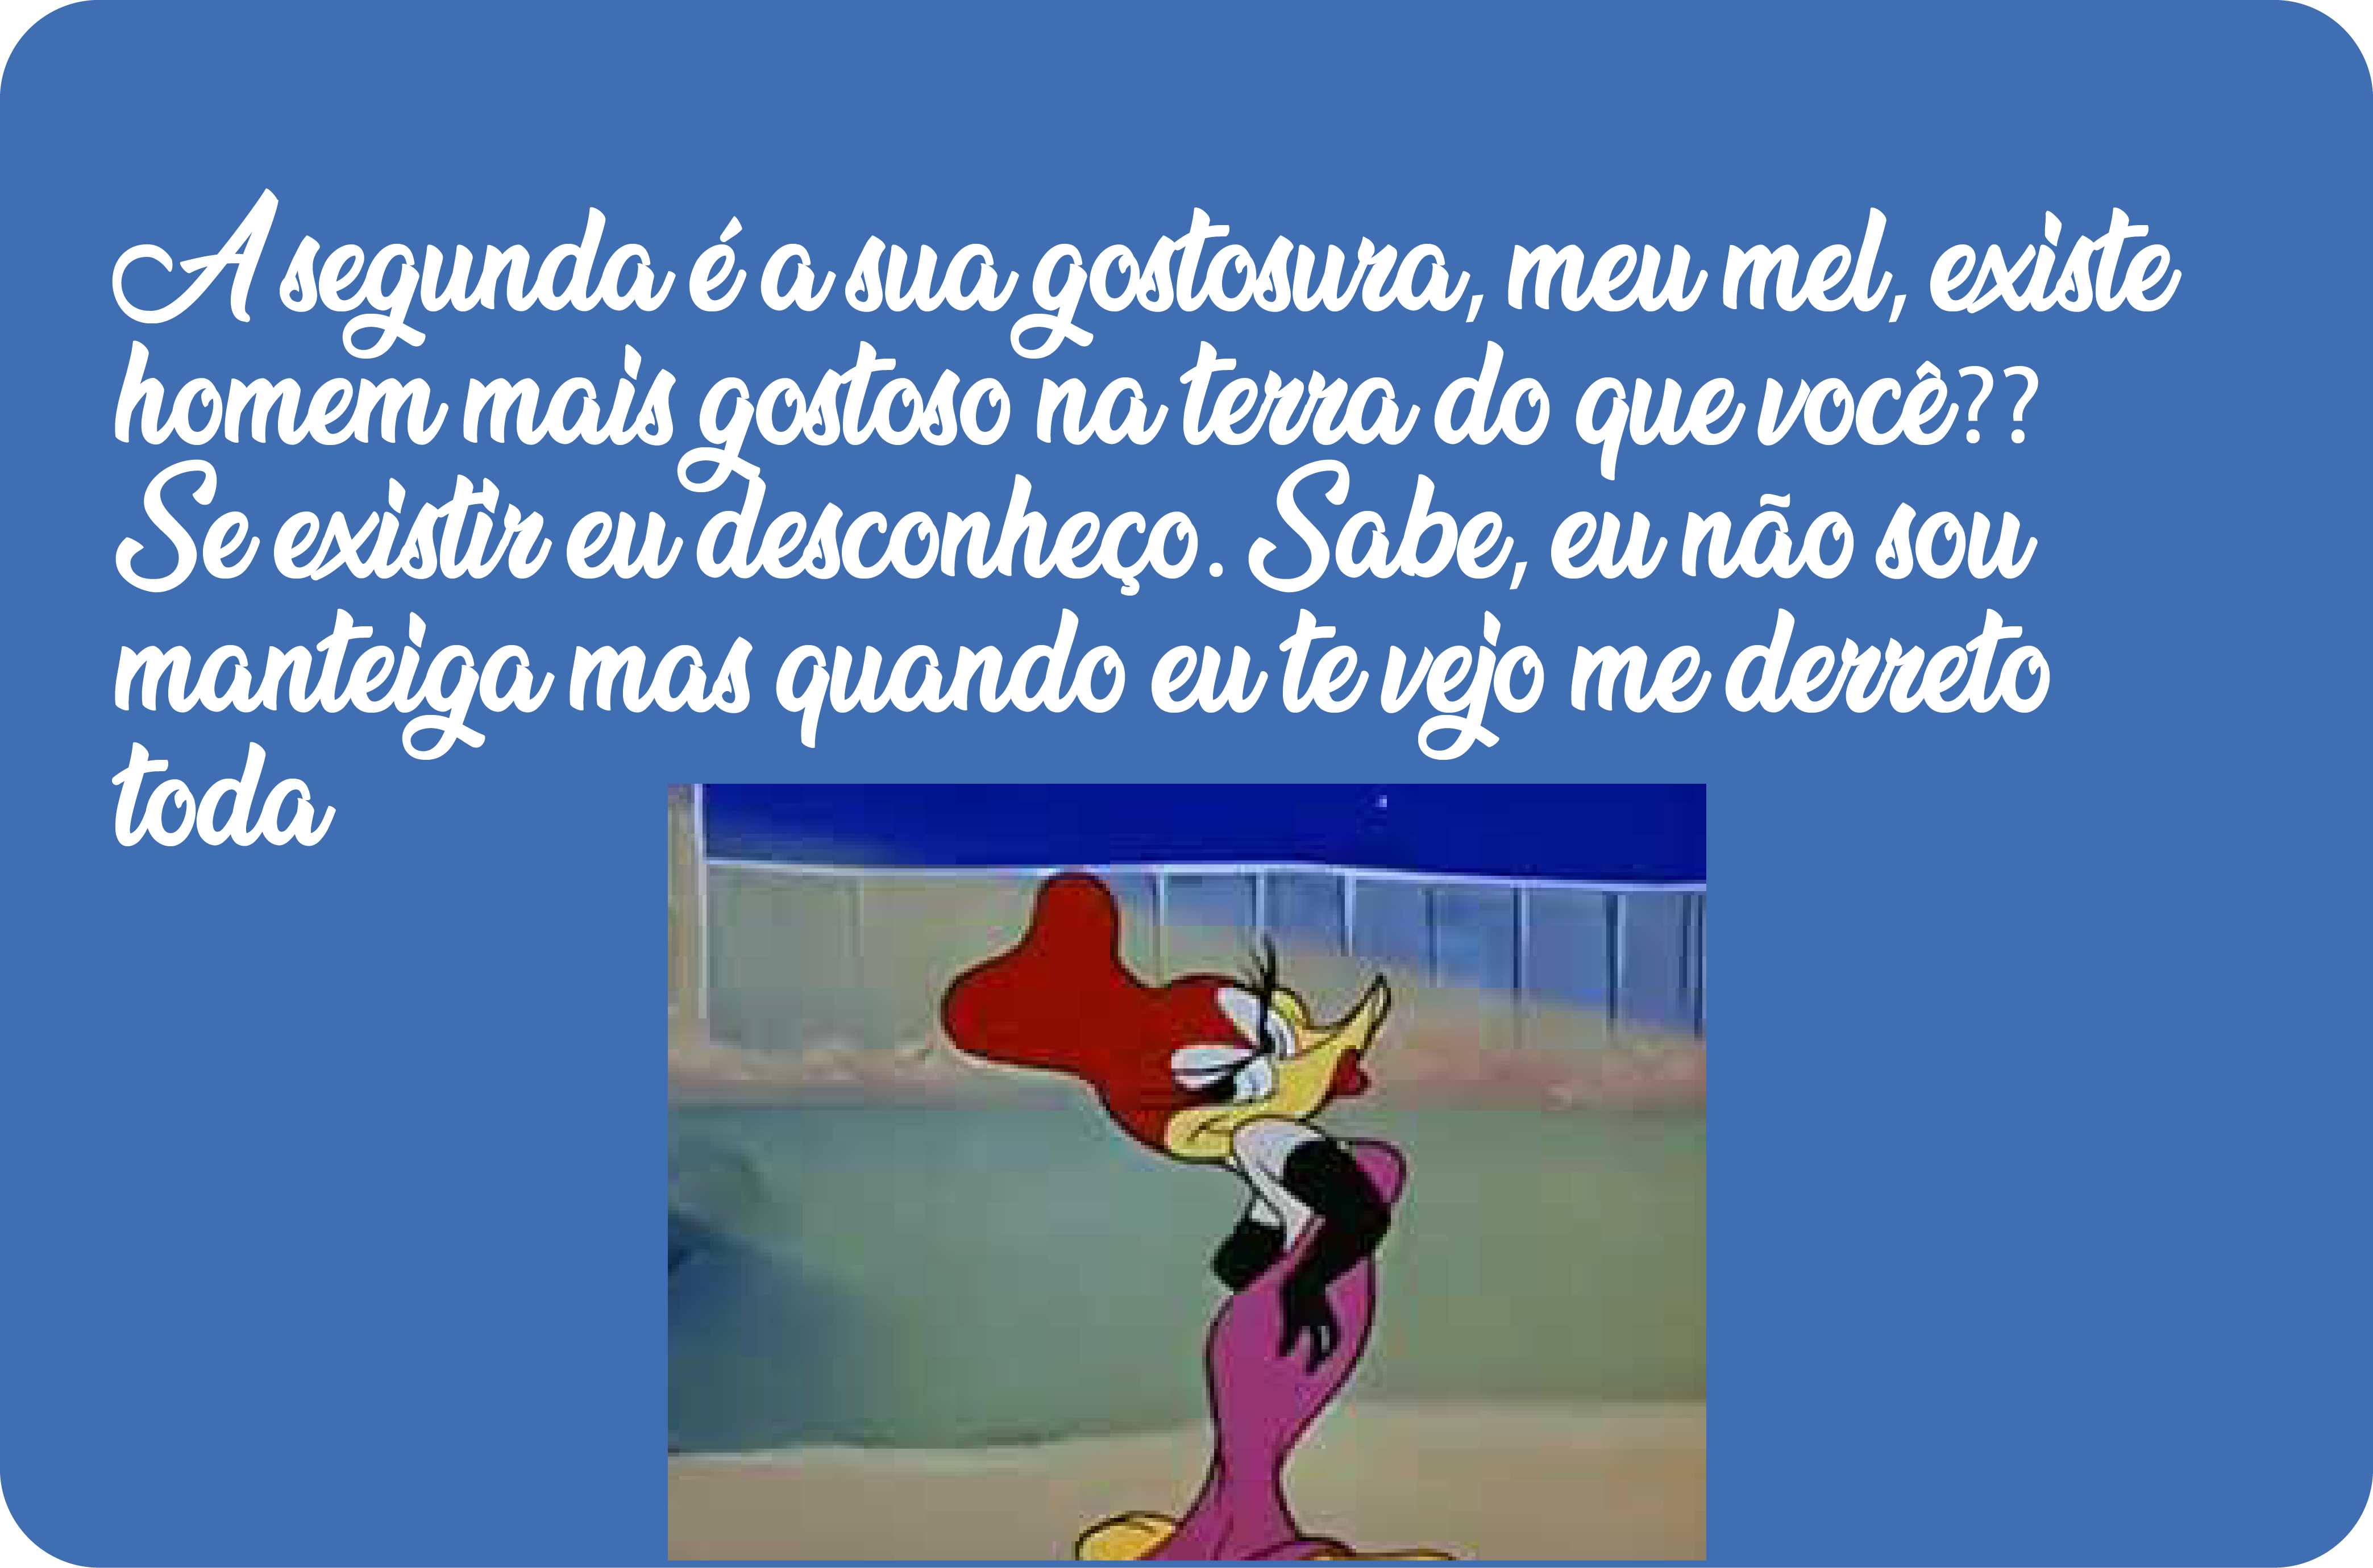 A segunda é a sua gostosura, meu mel, existe
homem mais gostoso na terra do que você??
Se existir eu desconheço. Sabe, eu não sou
manteiga mas quando eu te vejo me derreto
toda